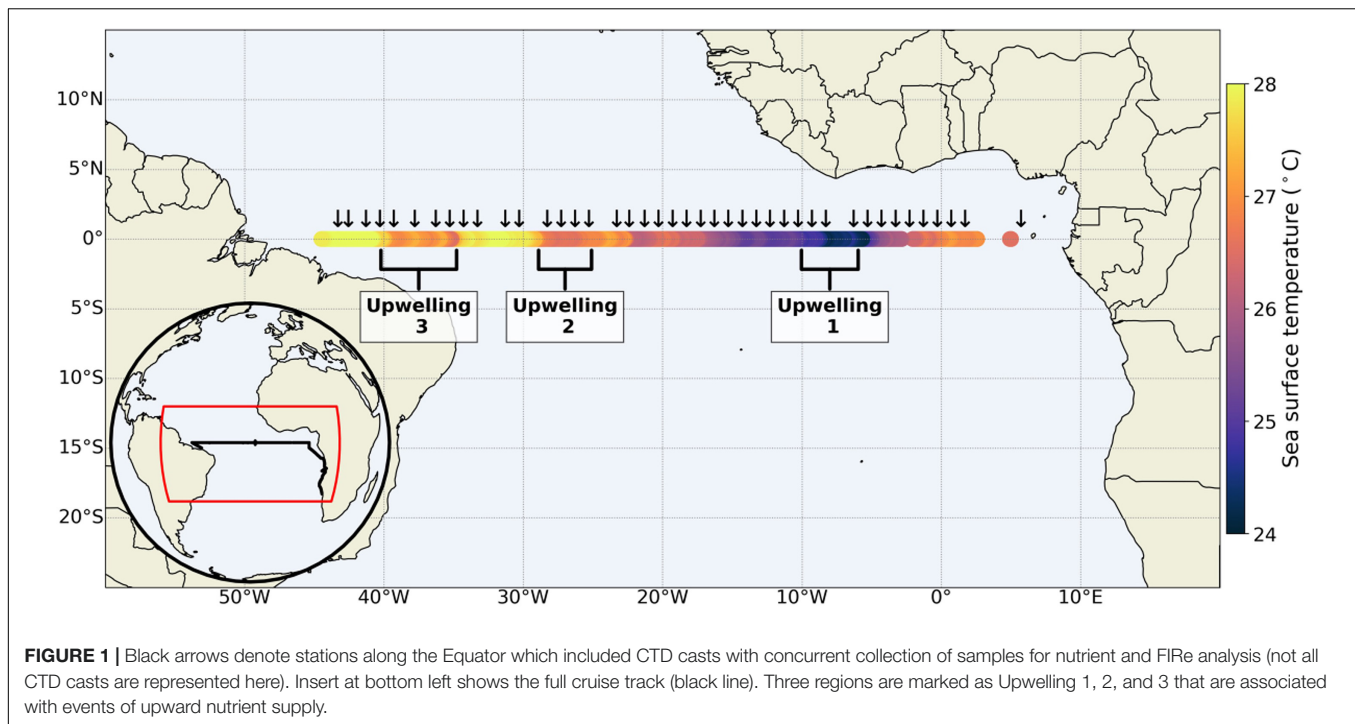 10°N
5°N
0°
5°S
10°S
15°S
20°S
50°W
40°W
30°W
20°W
10°W
0°
10°E
Upwelling
3
Upwelling
2
Upwelling
1
28
27
26
25
24
Sea surface temperature (°C)
FIGURE 1 | Black arrows denote stations along the Equator which included CTD casts with concurrent collection of samples for nutrient and FIRe analysis (not all
CTD casts are represented here). Insert at bottom left shows the full cruise track (black line). Three regions are marked as Upwelling 1, 2, and 3 that are associated
with events of upward nutrient supply.